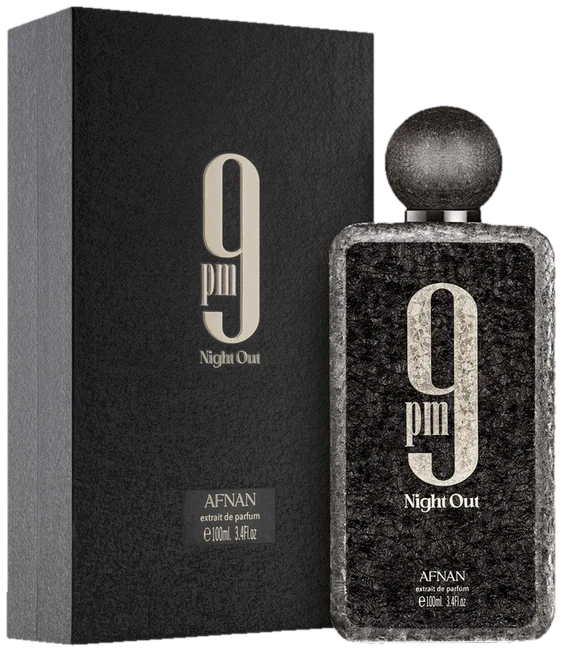 9
pm
Night Out
AFNAN
extrait de parfum
℮100ml. 3.4Fl.oz
9
pm
Night Out
AFNAN
extrait de parfum
℮100ml. 3.4Fl.oz